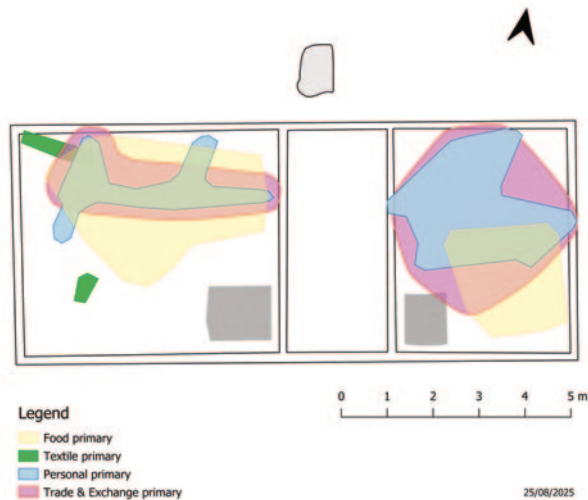 0 1 2 3 4 5 m
Legend
Food primary
Textile primary
Personal primary
Trade & Exchange primary
25/08/2025